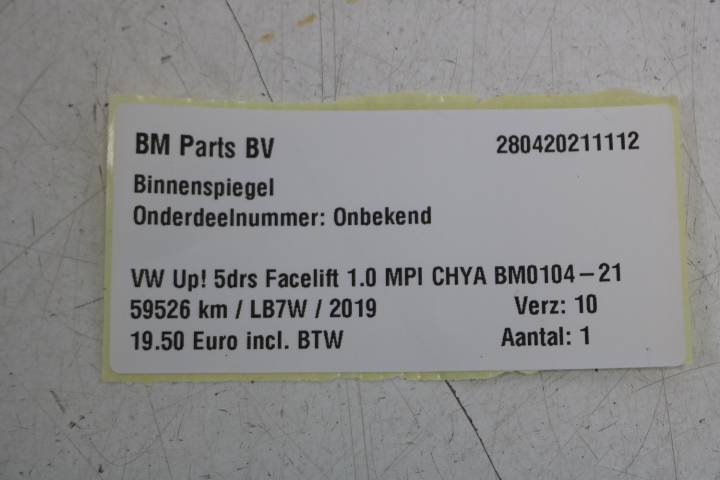 BM Parts BV 280420211112
Binnenspiegel
Onderdeelnummer: Onbekend
VW Up! 5drs Facelift 1.0 MPI CHYA BM0104-21
59526 km / LB7W / 2019 Verz: 10
19.50 Euro incl. BTW Aantal: 1